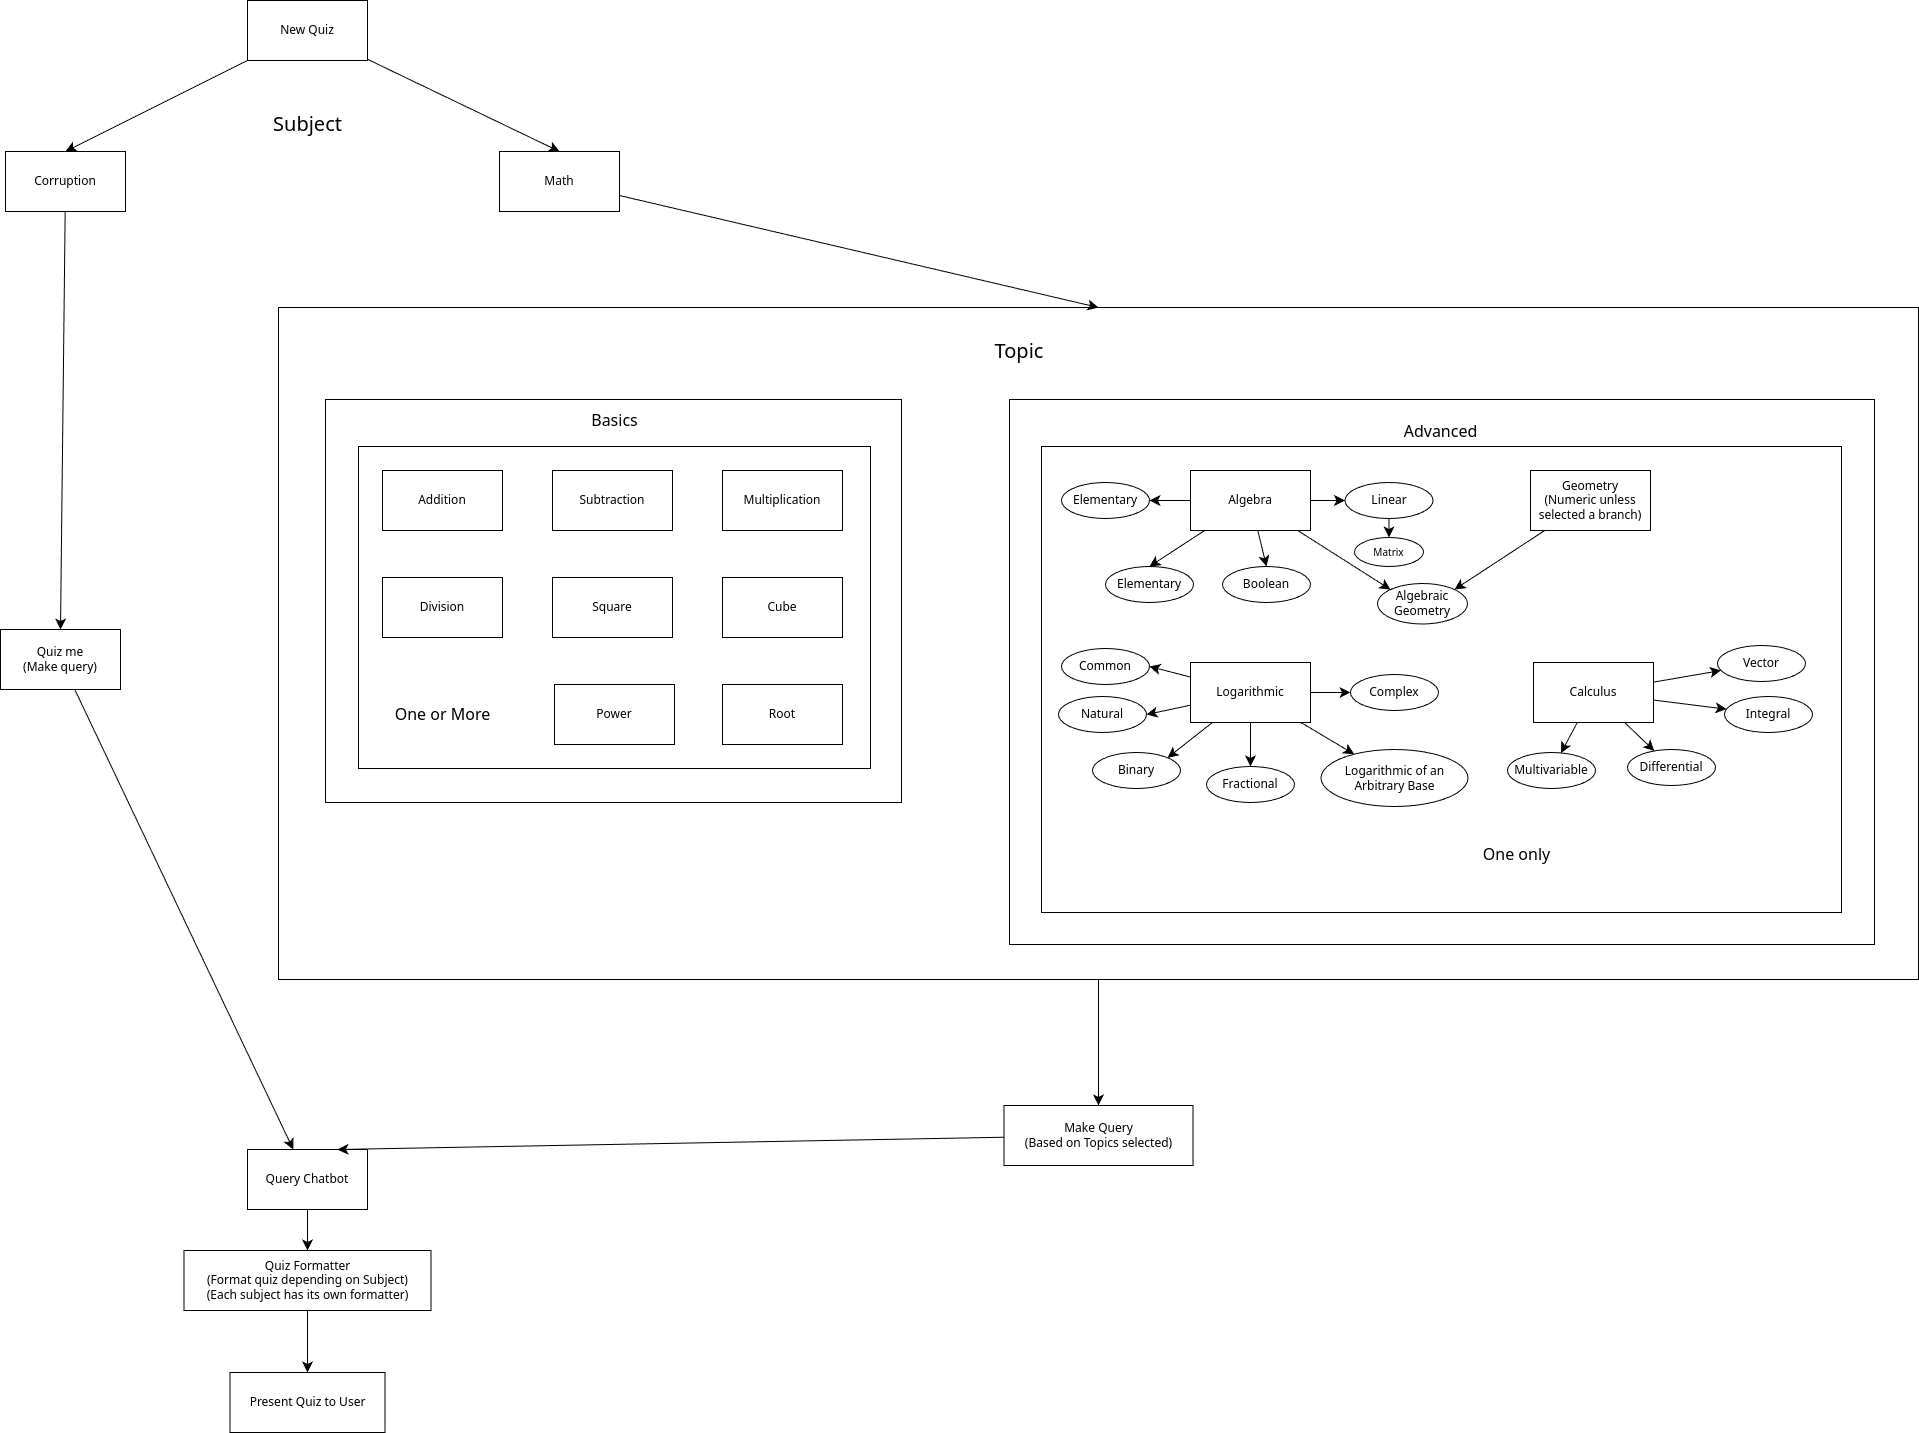 New Quiz
Subject
Corruption
Math
Topic
Basics
Addition
Subtraction
Multiplication
Division
Square
Cube
One or More
Power
Root
Advanced
Elementary
Algebra
Linear
Matrix
Geometry
(Numeric unless
selected a branch)
Elementary
Boolean
Algebraic
Geometry
Common
Logarithmic
Complex
Natural
Binary
Fractional
Logarithmic of an
Arbitrary Base
Calculus
Vector
Integral
Multivariable
Differential
One only
Quiz me
(Make query)
Make Query
(Based on Topics selected)
Query Chatbot
Quiz Formatter
(Format quiz depending on Subject)
(Each subject has its own formatter)
Present Quiz to User